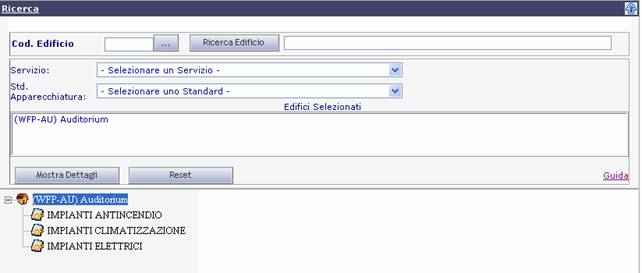 Ricerca
Cod. Edificio ... Ricerca Edificio
Servizio: - Selezionare un Servizio -
Std.
Apparecchiatura: - Selezionare uno Standard -
Edifici Selezionati
(WFP-AU) Auditorium
Mostra Dettagli Reset Guida
(WFP-AU) Auditorium
IMPIANTI ANTINCENDIO
IMPIANTI CLIMATIZZAZIONE
IMPIANTI ELETTRICI